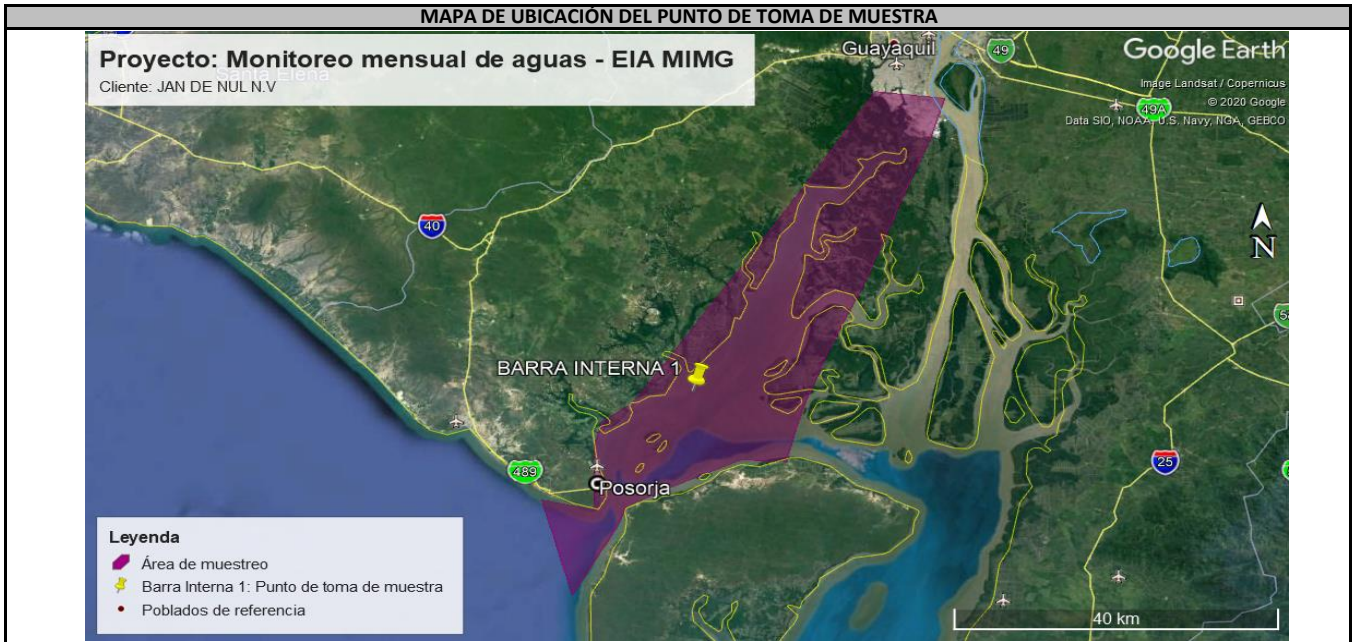 MAPA DE UBICACIÓN DEL PUNTO DE TOMA DE MUESTRA
Proyecto: Monitoreo mensual de aguas - EIA MIMG
Cliente: JAN DE NUL N.V
Santa Elena
Guayaquil
49
Google Earth
Image Landsat / Copernicus
© 2020 Google
Data SIO, NOAA, U.S. Navy, NGA, GEBCO
49A
40
N
BARRA INTERNA 1
489
Posorja
25
Leyenda
Área de muestreo
Barra Interna 1: Punto de toma de muestra
Poblados de referencia
40 km